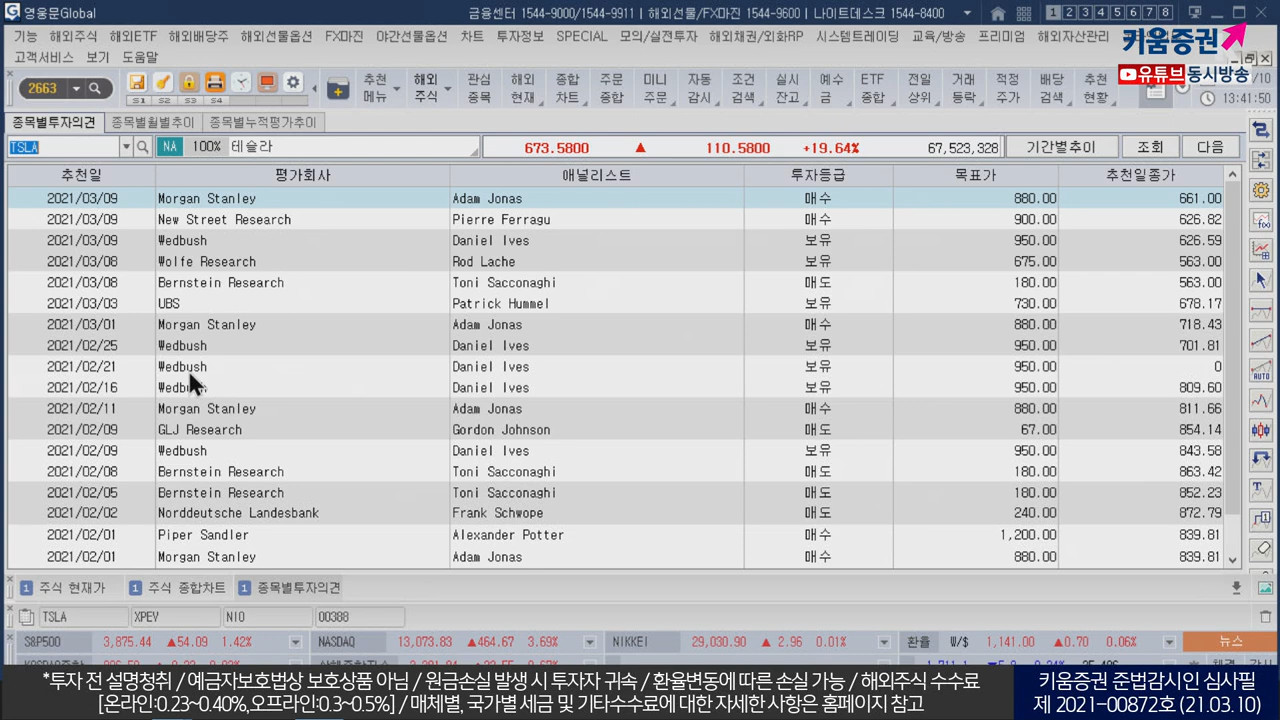 영웅문Global
금융센터 1544-9000/1544-9911 | 해외선물/FX마진 1544-9600 | 나이트데스크 1544-8400
1 2 3 4 5 6 7 8
기능 해외주식 해외ETF 해외배당주 해외선물옵션 FX마진 야간선물옵션 차트 투자정보 SPECIAL 모의/실전투자 해외채권/외화RP 시스템트레이딩 교육/방송 프리미엄 해외자산관리
고객서비스 보기 도움말
키움증권
유튜브 동시방송
2663
S1 S2 S3 S4
추천메뉴 해외주식 관심종목 해외현재 종합차트 주문종합 미니주문 자동감시 조건검색 실시잔고 예수금 ETF종합 전일상위 거래등락 적정주가 배당검색 추천현황
13:41:50
종목별투자의견 종목별월별추이 종목별누적평가추이
TSLA NA 100% 테슬라 673.5800 ▲ 110.5800 +19.64% 67,523,328 기간별추이 조회 다음
추천일 평가회사 애널리스트 투자등급 목표가 추천일종가
2021/03/09 Morgan Stanley Adam Jonas 매수 880.00 661.00
2021/03/09 New Street Research Pierre Ferragu 매수 900.00 626.82
2021/03/09 Wedbush Daniel Ives 보유 950.00 626.59
2021/03/08 Wolfe Research Rod Lache 보유 675.00 563.00
2021/03/08 Bernstein Research Toni Sacconaghi 매도 180.00 563.00
2021/03/03 UBS Patrick Hummel 보유 730.00 678.17
2021/03/01 Morgan Stanley Adam Jonas 매수 880.00 718.43
2021/02/25 Wedbush Daniel Ives 보유 950.00 701.81
2021/02/21 Wedbush Daniel Ives 보유 950.00 0
2021/02/16 Wedbush Daniel Ives 보유 950.00 809.60
2021/02/11 Morgan Stanley Adam Jonas 매수 880.00 811.66
2021/02/09 GLJ Research Gordon Johnson 매도 67.00 854.14
2021/02/09 Wedbush Daniel Ives 보유 950.00 843.58
2021/02/08 Bernstein Research Toni Sacconaghi 매도 180.00 863.42
2021/02/05 Bernstein Research Toni Sacconaghi 매도 180.00 852.23
2021/02/02 Norddeutsche Landesbank Frank Schwope 매도 240.00 872.79
2021/02/01 Piper Sandler Alexander Potter 매수 1,200.00 839.81
2021/02/01 Morgan Stanley Adam Jonas 매수 880.00 839.81
1 주식 현재가 1 주식 종합차트 1 종목별투자의견
TSLA XPEV NIO 00388
S&P500 3,875.44 ▲54.09 1.42% NASDAQ 13,073.83 ▲464.67 3.69% NIKKEI 29,030.90 ▲ 2.96 0.01% 환율 W/$ 1,141.00 ▲0.70 0.06% 뉴스
*투자 전 설명청취 / 예금자보호법상 보호상품 아님 / 원금손실 발생 시 투자자 귀속 / 환율변동에 따른 손실 가능 / 해외주식 수수료
[온라인:0.23~0.40%,오프라인:0.3~0.5%] / 매체별, 국가별 세금 및 기타수수료에 대한 자세한 사항은 홈페이지 참고
키움증권 준법감시인 심사필
제 2021-00872호 (21.03.10)